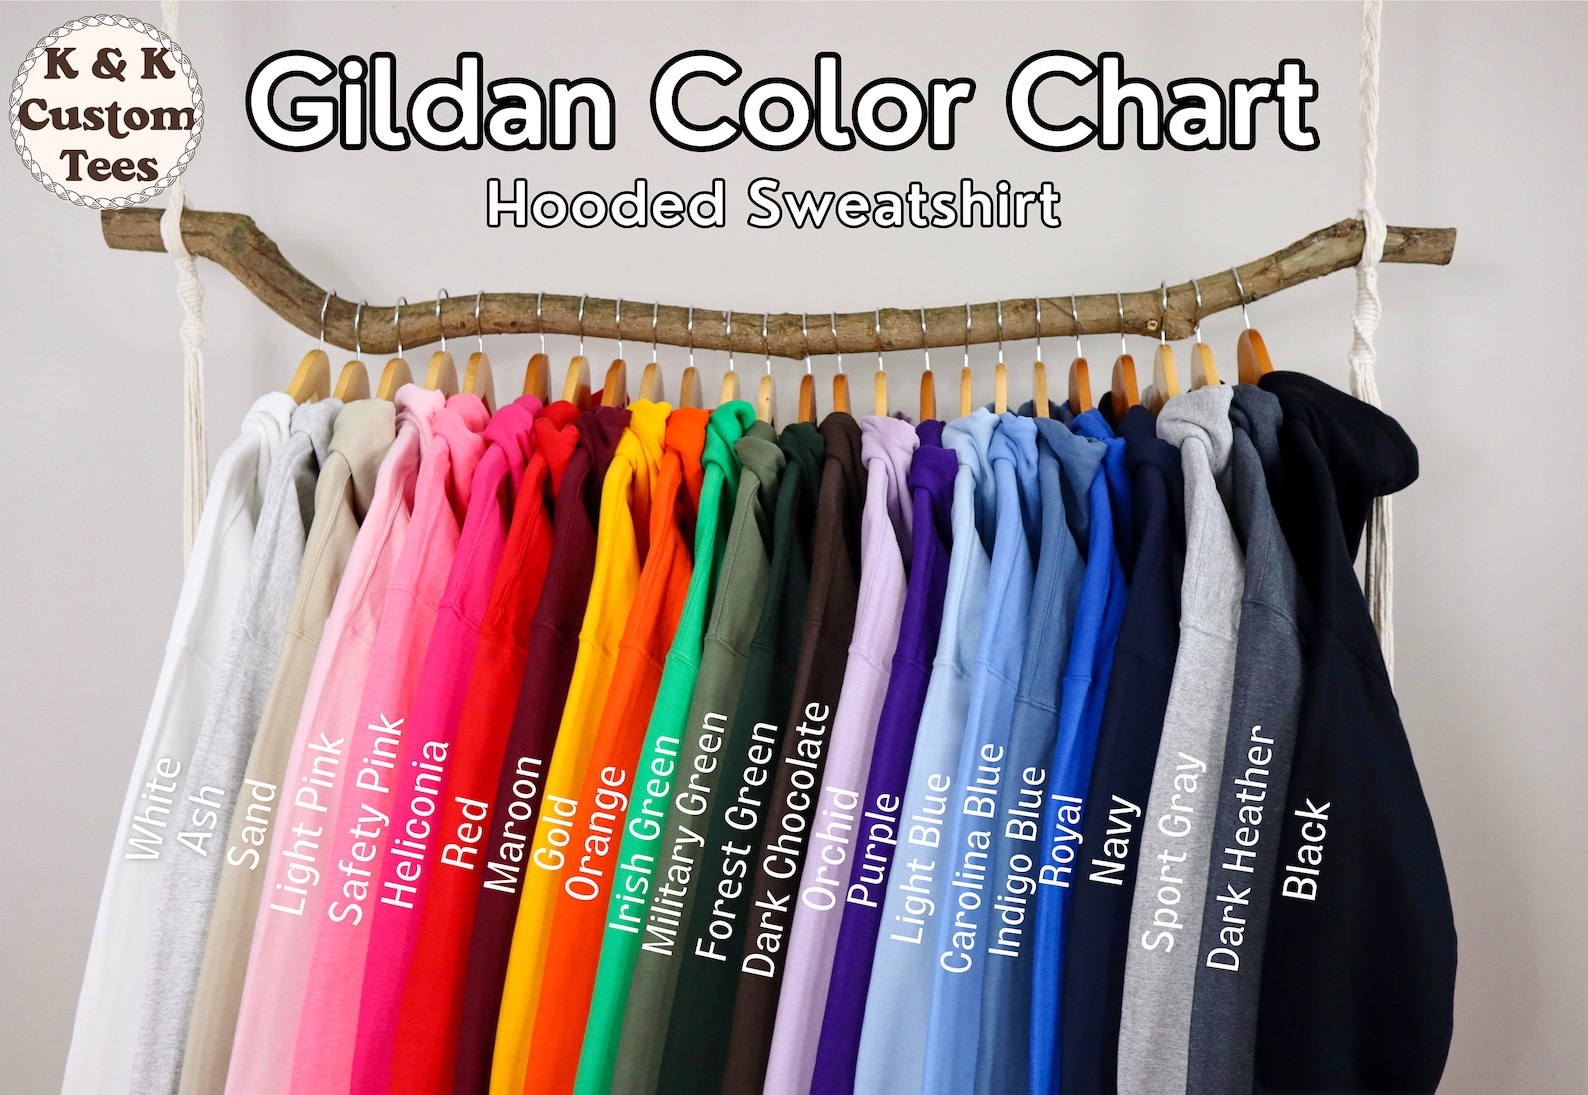 K & K
Custom
Tees
Gildan Color Chart
Hooded Sweatshirt
White
Ash
Sand
Light Pink
Safety Pink
Heliconia
Red
Maroon
Gold
Orange
Irish Green
Military Green
Forest Green
Dark Chocolate
Orchid
Purple
Light Blue
Carolina Blue
Indigo Blue
Royal
Navy
Sport Gray
Dark Heather
Black